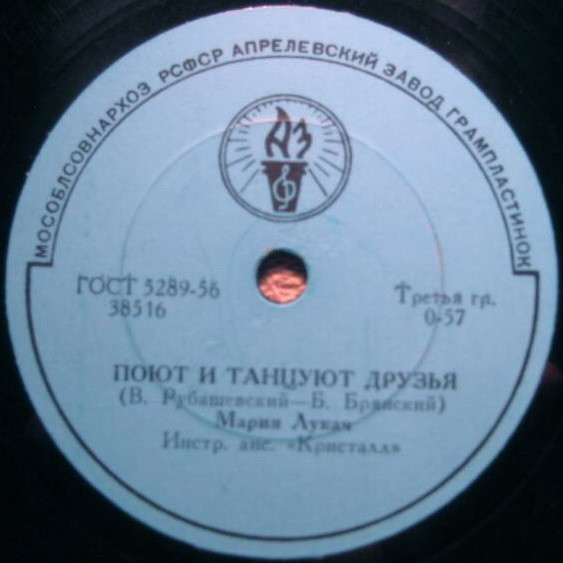 МОСОБЛСОВНАРХОЗ РСФСР АПРЕЛЕВСКИЙ ЗАВОД ГРАМПЛАСТИНОК
АЗ
ГОСТ 5289-56
38516
Третья гр.
0-57
ПОЮТ И ТАНЦУЮТ ДРУЗЬЯ
(В. Рубашевский—Б. Брянский)
Мария Лукач
Инстр. анс. «Кристалл»